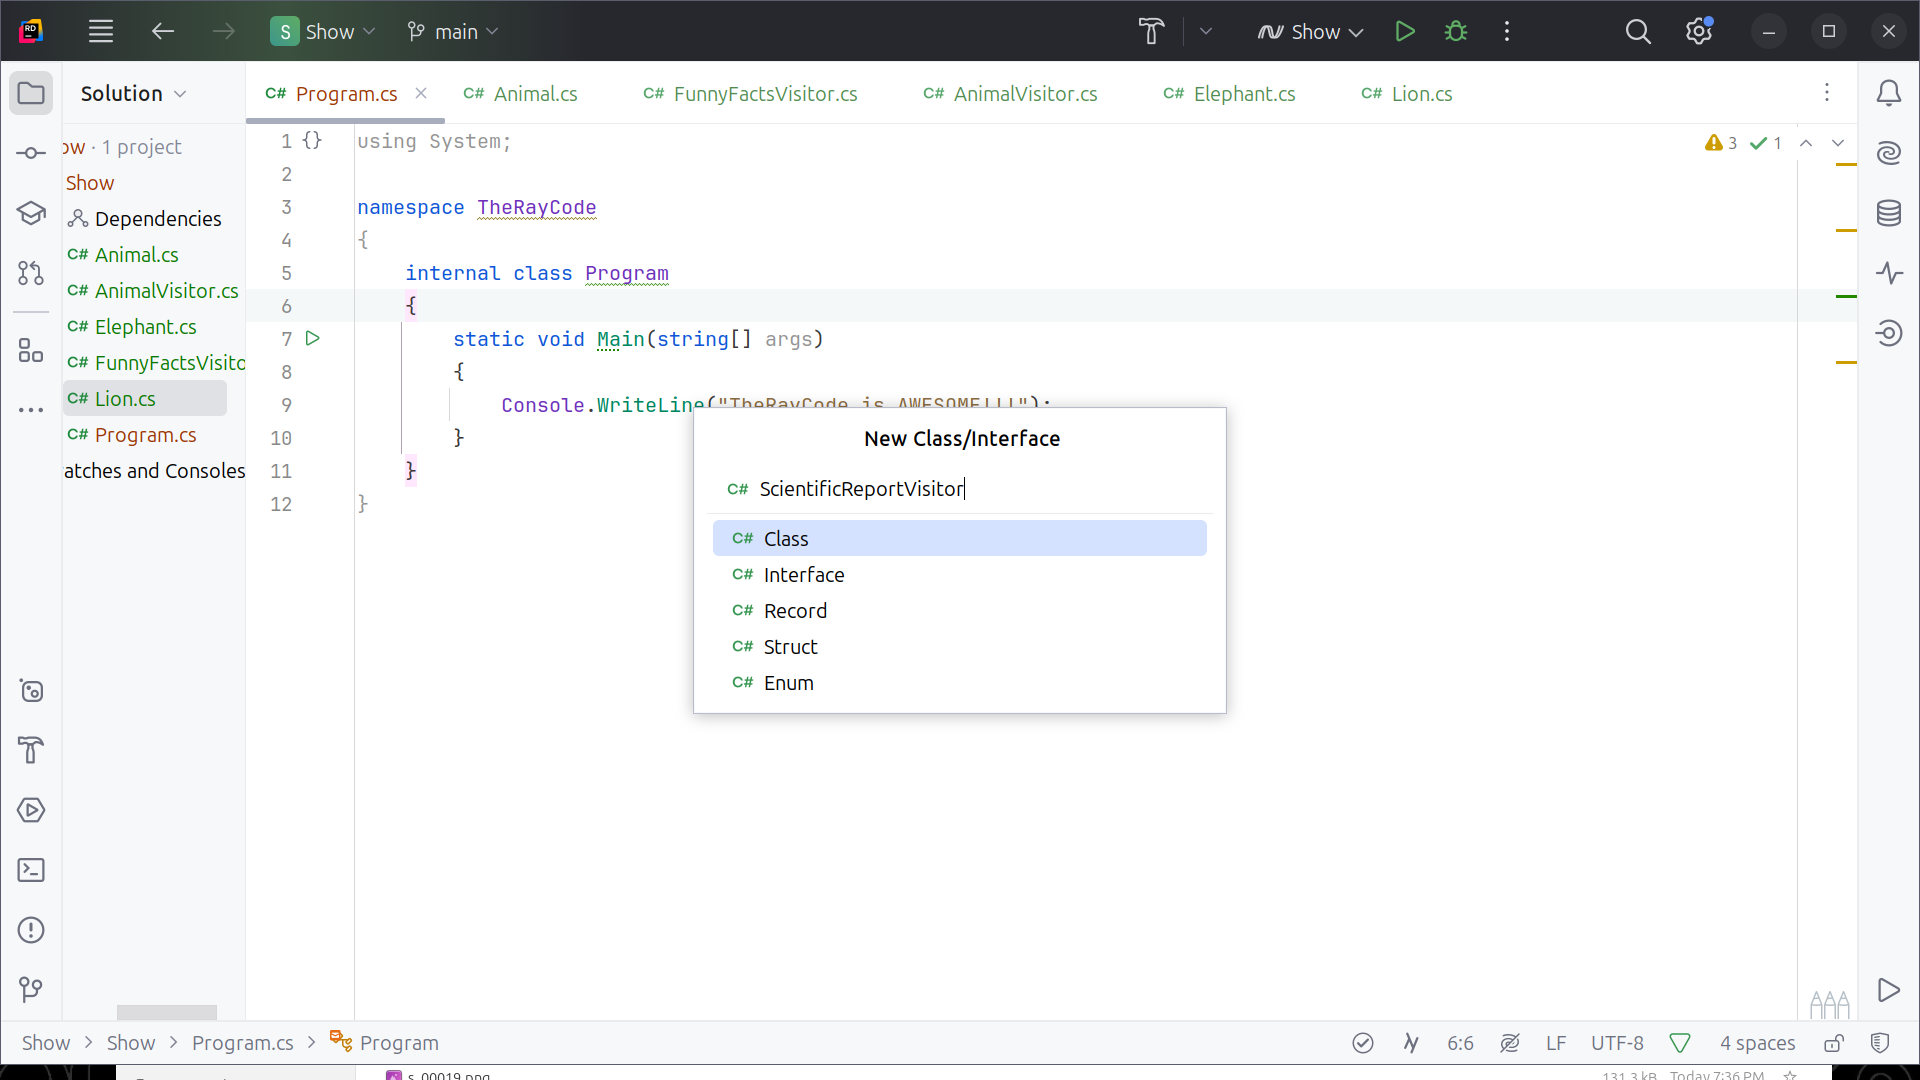 RD
S Show
main
Show
Solution
C# Program.cs
C# Animal.cs
C# FunnyFactsVisitor.cs
C# AnimalVisitor.cs
C# Elephant.cs
C# Lion.cs
ow · 1 project
Show
Dependencies
C# Animal.cs
C# AnimalVisitor.cs
C# Elephant.cs
C# FunnyFactsVisito
C# Lion.cs
C# Program.cs
atches and Consoles
1 {} using System;
2
3 namespace TheRayCode
4 {
5 internal class Program
6 {
7 static void Main(string[] args)
8 {
9 Console.WriteLine("TheRayCode is AWESOME!!!");
10 }
11 }
12 }
3 1
New Class/Interface
C# ScientificReportVisitor
C# Class
C# Interface
C# Record
C# Struct
C# Enum
Show > Show > Program.cs > Program
6:6
LF
UTF-8
4 spaces
s_00019.png
131.3 kB Today 7:36 PM